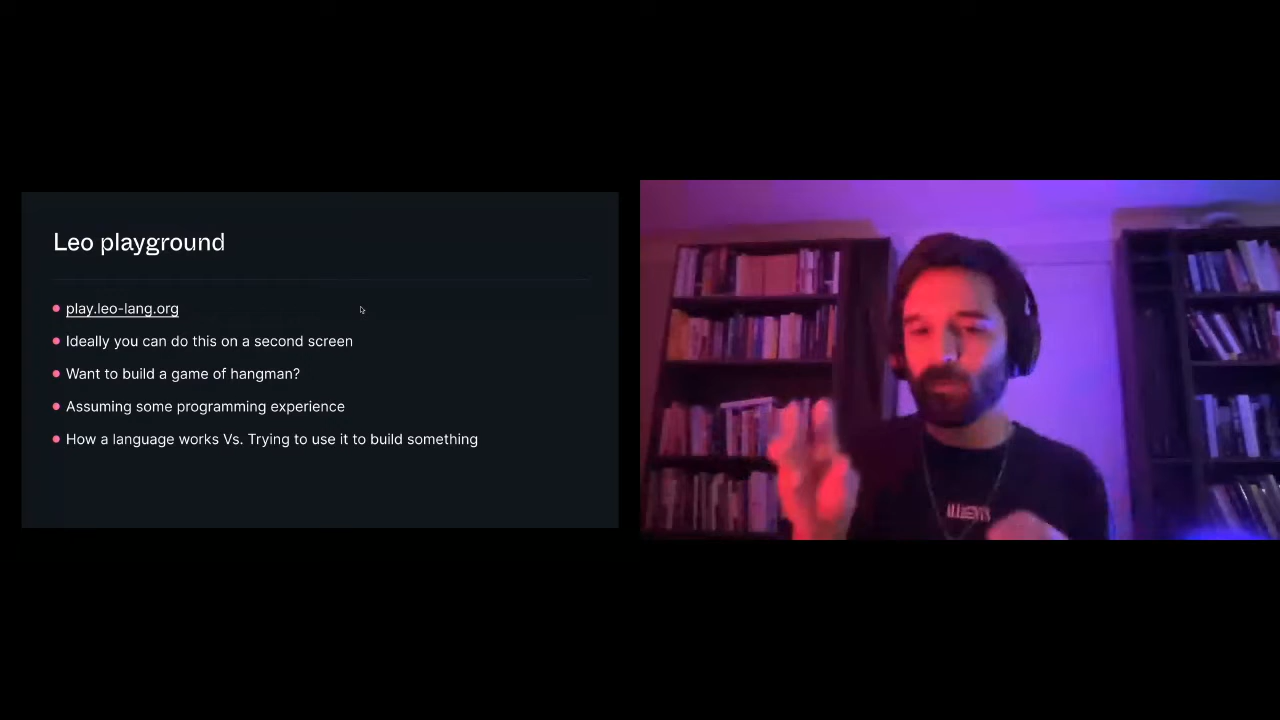 Leo playground
play.leo-lang.org
Ideally you can do this on a second screen
Want to build a game of hangman?
Assuming some programming experience
How a language works Vs. Trying to use it to build something